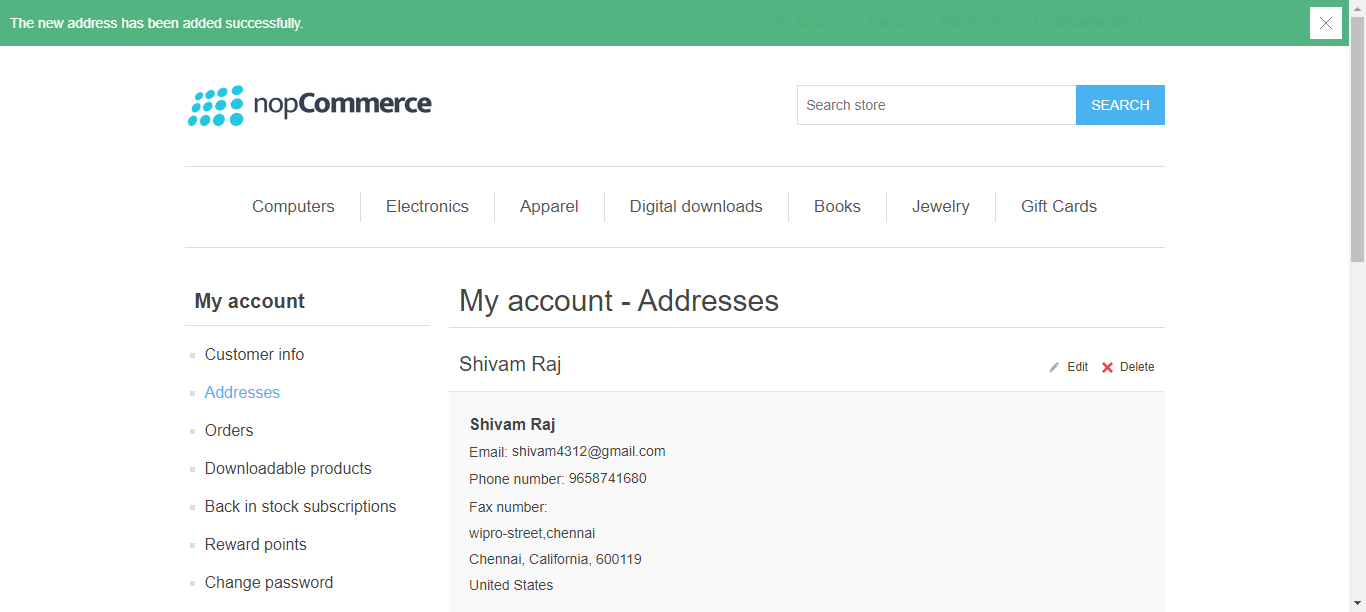 The new address has been added successfully.
My account Log out Wishlist (0) Shopping cart (1)
nopCommerce
Search store
SEARCH
Computers Electronics Apparel Digital downloads Books Jewelry Gift Cards
My account
Customer info
Addresses
Orders
Downloadable products
Back in stock subscriptions
Reward points
Change password
My account - Addresses
Shivam Raj
Edit Delete
Shivam Raj
Email: shivam4312@gmail.com
Phone number: 9658741680
Fax number:
wipro-street,chennai
Chennai, California, 600119
United States